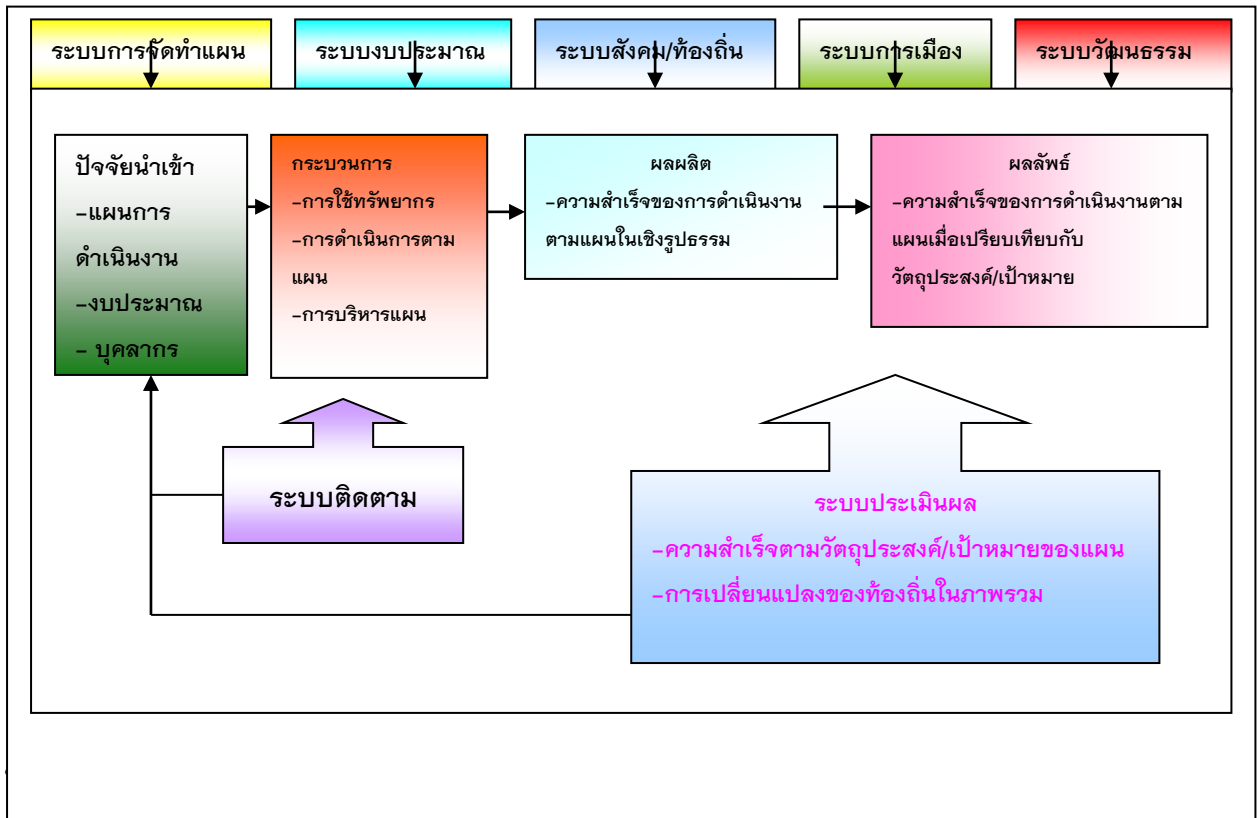 ระบบการจัดทำแผน
ระบบงบประมาณ
ระบบสังคม/ท้องถิ่น
ระบบการเมือง
ระบบวัฒนธรรม
ปัจจัยนำเข้า
-แผนการ
ดำเนินงาน
-งบประมาณ
- บุคลากร
กระบวนการ
-การใช้ทรัพยากร
-การดำเนินการตาม
แผน
-การบริหารแผน
ผลผลิต
-ความสำเร็จของการดำเนินงาน
ตามแผนในเชิงรูปธรรม
ผลลัพธ์
-ความสำเร็จของการดำเนินงานตาม
แผนเมื่อเปรียบเทียบกับ
วัตถุประสงค์/เป้าหมาย
ระบบติดตาม
ระบบประเมินผล
-ความสำเร็จตามวัตถุประสงค์/เป้าหมายของแผน
-การเปลี่ยนแปลงของท้องถิ่นในภาพรวม